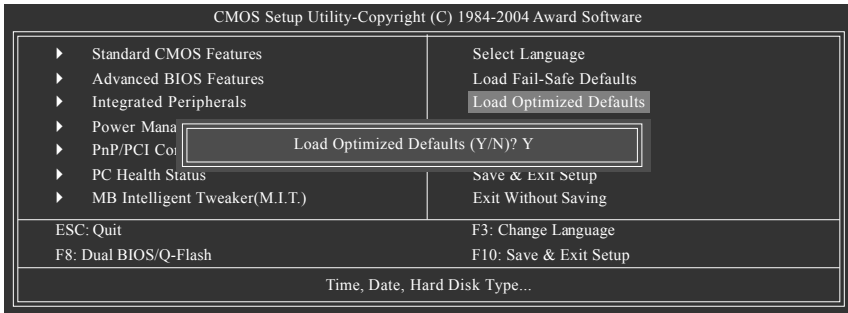 CMOS Setup Utility-Copyright (C) 1984-2004 Award Software
Standard CMOS Features
Advanced BIOS Features
Integrated Peripherals
Power Mana
PnP/PCI Co
PC Health Status
MB Intelligent Tweaker(M.I.T.)
Select Language
Load Fail-Safe Defaults
Load Optimized Defaults
Save & Exit Setup
Exit Without Saving
Load Optimized Defaults (Y/N)? Y
ESC: Quit
F3: Change Language
F8: Dual BIOS/Q-Flash
F10: Save & Exit Setup
Time, Date, Hard Disk Type...